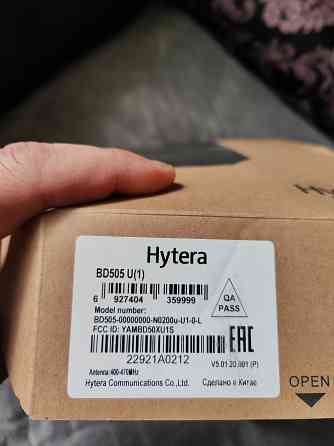 Hytera
BD505 U(1)
6 927404 359999
QA
PASS
Model number:
BD505-00000000-N0200u-U1-0-L
FCC ID: YAMBD50XU1S
EAC
22921A0212
V5.01.20.991 (P)
Antenna:400-470MHz
Hytera Communications Co.,Ltd.
Сделано в Китае
OPEN